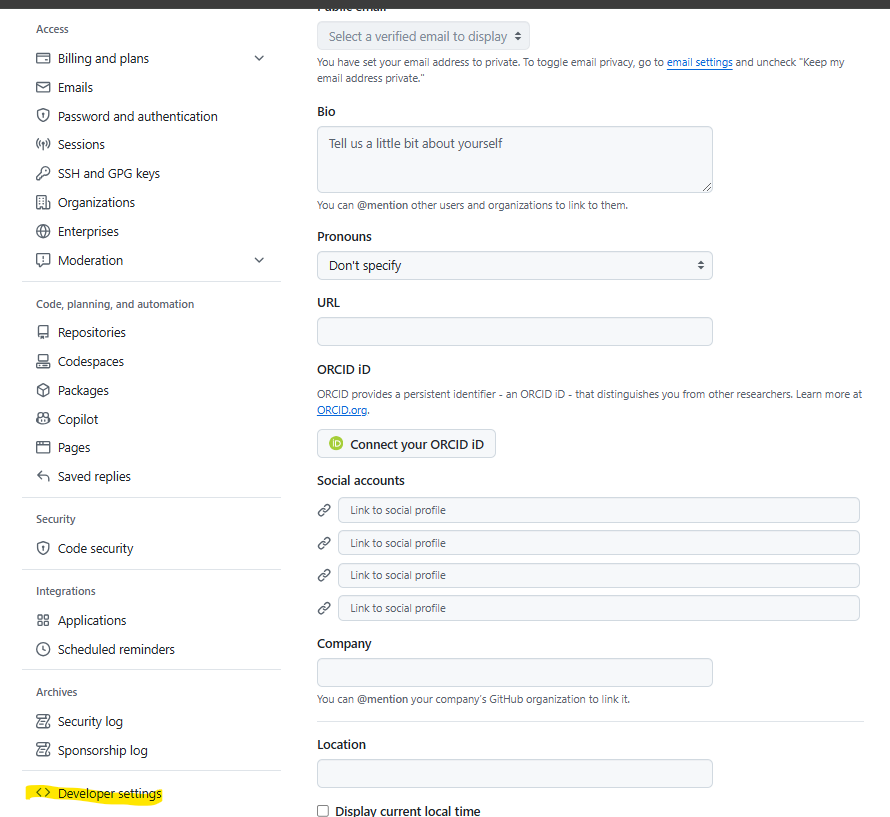 Public email
Access
Billing and plans
Emails
Password and authentication
Sessions
SSH and GPG keys
Organizations
Enterprises
Moderation
Code, planning, and automation
Repositories
Codespaces
Packages
Copilot
Pages
Saved replies
Security
Code security
Integrations
Applications
Scheduled reminders
Archives
Security log
Sponsorship log
Developer settings
Select a verified email to display
You have set your email address to private. To toggle email privacy, go to email settings and uncheck "Keep my
email address private."
Bio
Tell us a little bit about yourself
You can @mention other users and organizations to link to them.
Pronouns
Don't specify
URL
ORCID iD
ORCID provides a persistent identifier - an ORCID iD - that distinguishes you from other researchers. Learn more at
ORCID.org.
iD Connect your ORCID iD
Social accounts
Link to social profile
Link to social profile
Link to social profile
Link to social profile
Company
You can @mention your company's GitHub organization to link it.
Location
Display current local time